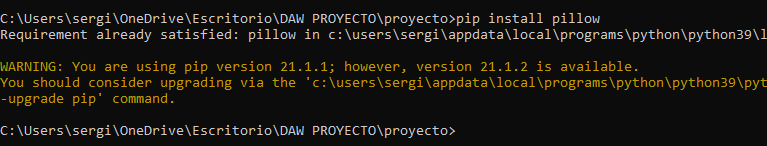 C:\Users\sergi\OneDrive\Escritorio\DAW PROYECTO\proyecto>pip install pillow
Requirement already satisfied: pillow in c:\users\sergi\appdata\local\programs\python\python39\l
WARNING: You are using pip version 21.1.1; however, version 21.1.2 is available.
You should consider upgrading via the 'c:\users\sergi\appdata\local\programs\python\python39\pyt
-upgrade pip' command.
C:\Users\sergi\OneDrive\Escritorio\DAW PROYECTO\proyecto>